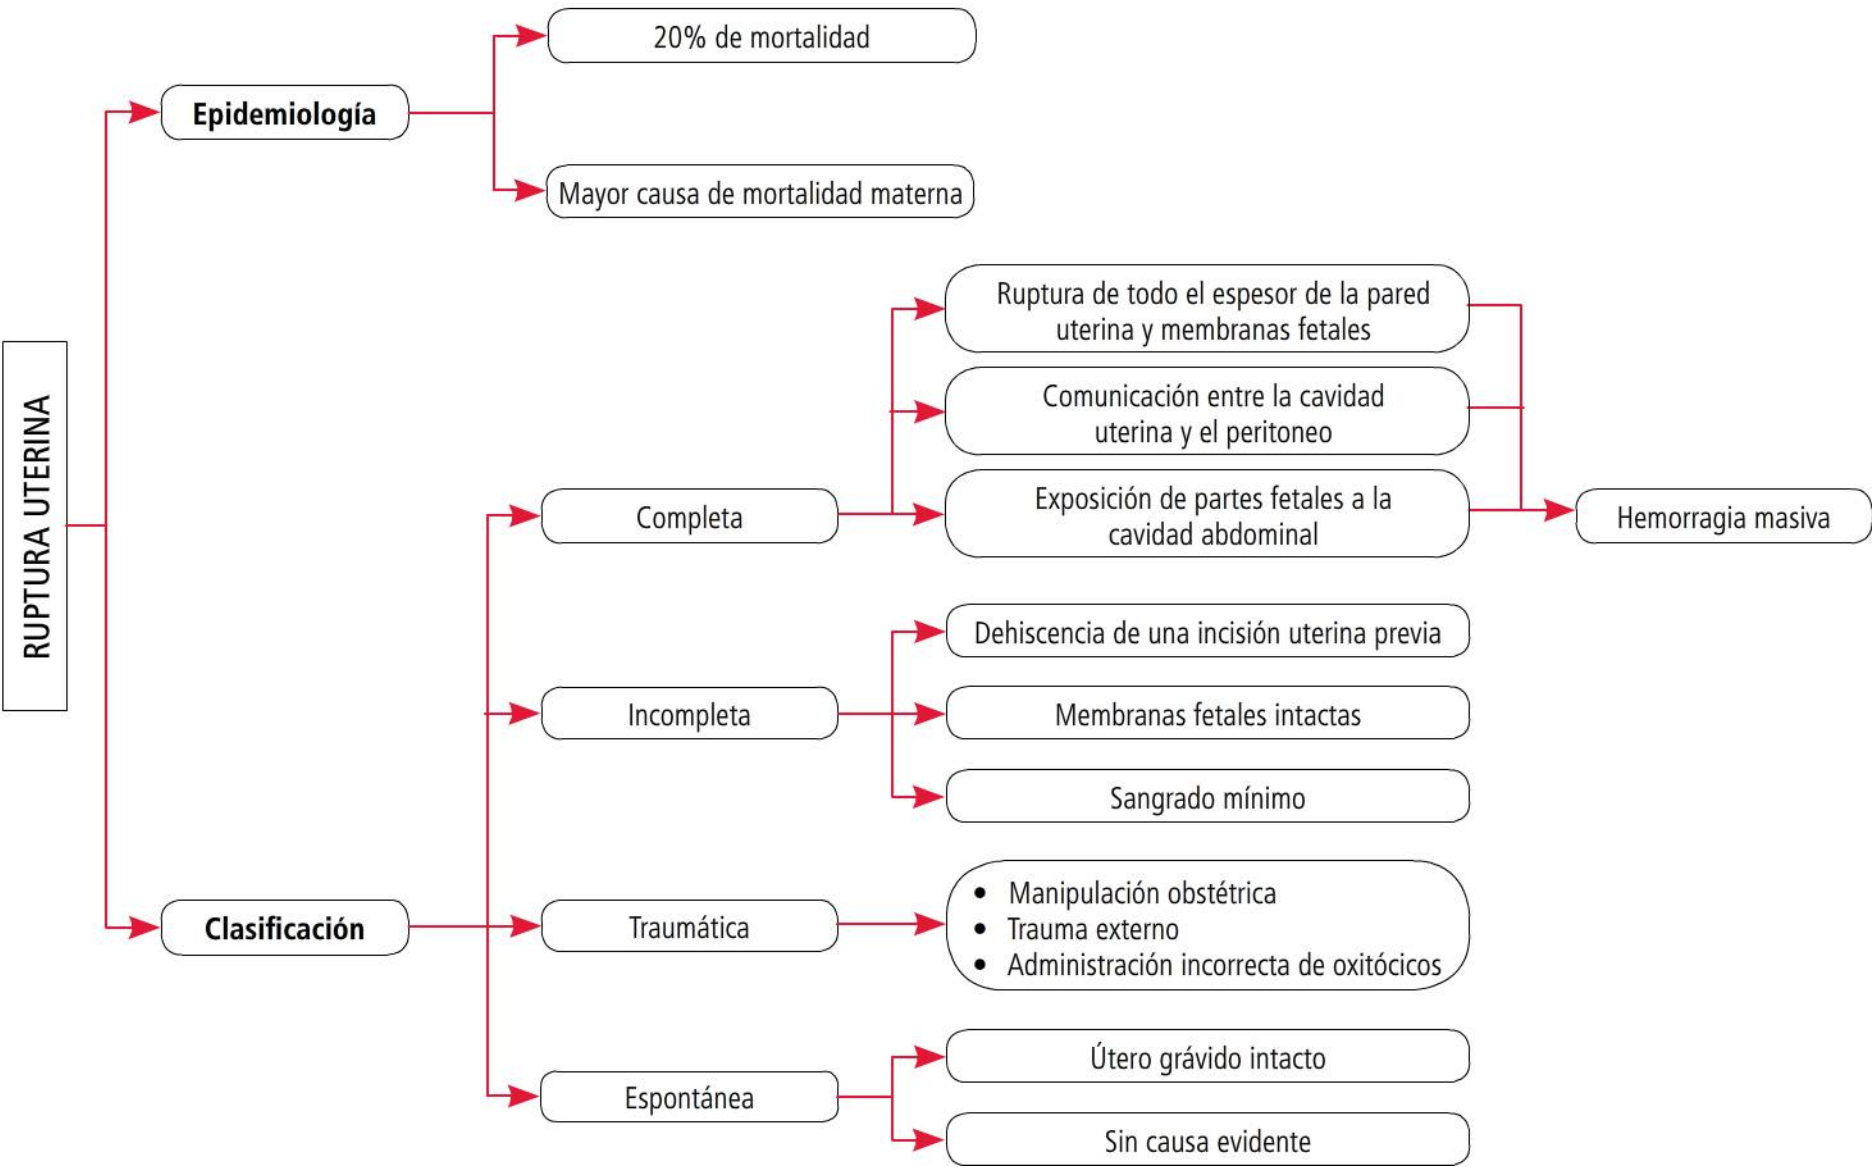 RUPTURA UTERINA
Epidemiología
20% de mortalidad
Mayor causa de mortalidad materna
Clasificación
Completa
Ruptura de todo el espesor de la pared
uterina y membranas fetales
Comunicación entre la cavidad
uterina y el peritoneo
Exposición de partes fetales a la
cavidad abdominal
Hemorragia masiva
Incompleta
Dehiscencia de una incisión uterina previa
Membranas fetales intactas
Sangrado mínimo
Traumática
• Manipulación obstétrica
• Trauma externo
• Administración incorrecta de oxitócicos
Espontánea
Útero grávido intacto
Sin causa evidente